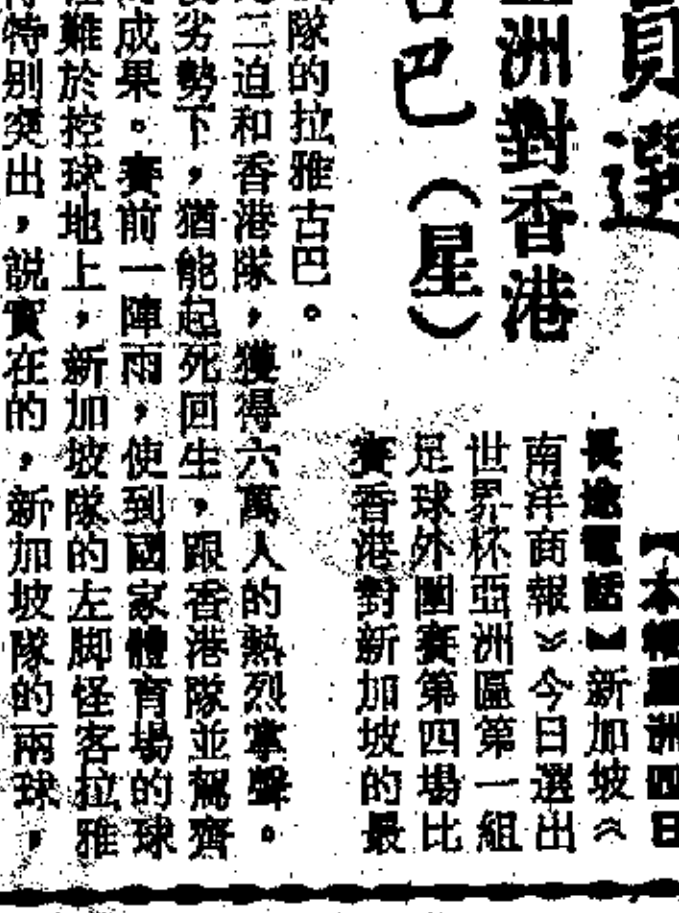 員選
亞洲對香港
古巴（星）
【本報星洲四日
長途電話】新加坡《
南洋商報》今日選出
世界杯亞洲區第一組
足球外圍賽第四場比
賽香港對新加坡的最
隊的拉雅古巴。
二迫和香港隊，獲得六萬人的熱烈掌聲。
劣勢下，猶能起死回生，跟香港隊並駕齊
成果。賽前一陣雨，使到國家體育場的球
難於控球地上，新加坡隊的左脚怪客拉雅
特別突出，説實在的，新加坡隊的兩球，